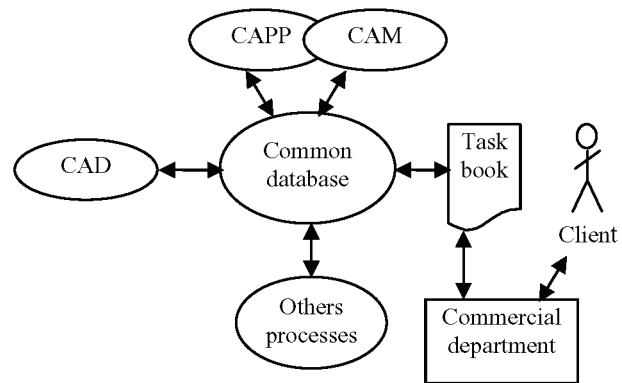 CAPP
CAM
CAD
Common
database
Task
book
Client
Others
processes
Commercial
department